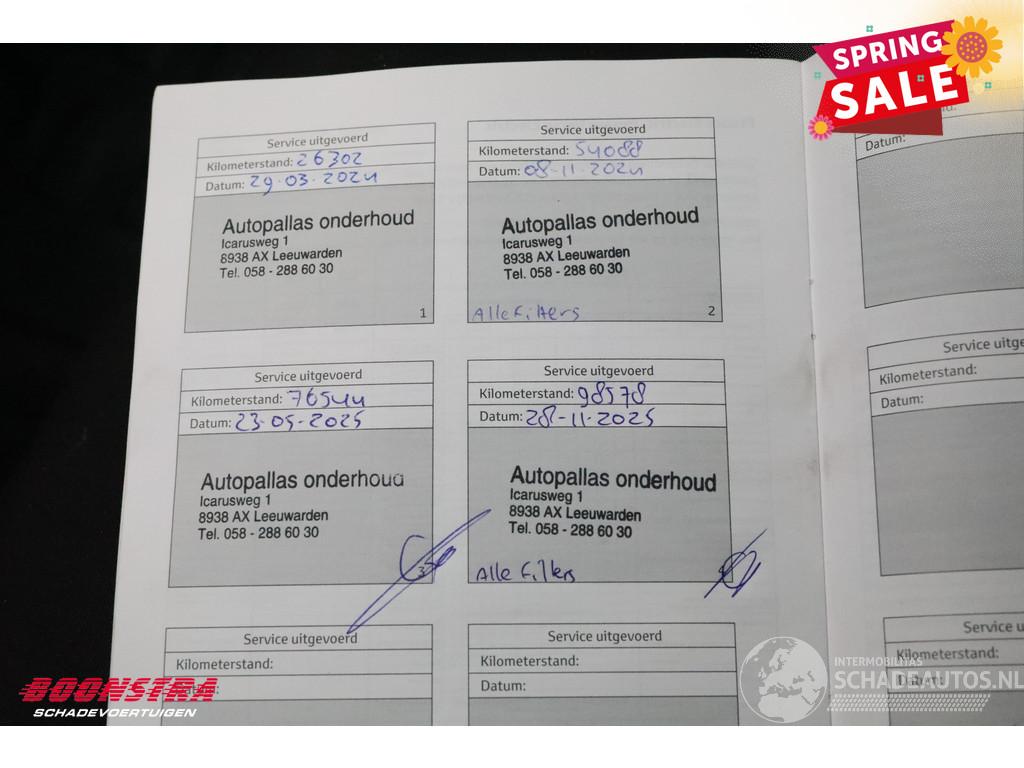 SPRING
SALE
Service uitgevoerd
Kilometerstand: 26302
Datum: 29-03-2024
Autopallas onderhoud
Icarusweg 1
8938 AX Leeuwarden
Tel. 058 - 288 60 30
1
Service uitgevoerd
Kilometerstand: 54088
Datum: 08-11-2024
Autopallas onderhoud
Icarusweg 1
8938 AX Leeuwarden
Tel. 058 - 288 60 30
Alle Filters
2
Datum:
Service uitgevoerd
Kilometerstand: 76544
Datum: 23-05-2025
Autopallas onderhoud
Icarusweg 1
8938 AX Leeuwarden
Tel. 058 - 288 60 30
3
Service uitgevoerd
Kilometerstand: 98578
Datum: 28-11-2025
Autopallas onderhoud
Icarusweg 1
8938 AX Leeuwarden
Tel. 058 - 288 60 30
Alle Filters
Service uitge
Kilometerstand:
Datum:
Service uitgevoerd
Kilometerstand:
Service uitgevoerd
Kilometerstand:
Datum:
Service u
Kilometerstand:
Datum:
BOONSTRA
SCHADEVOERTUIGEN
INTERMOBILITAS
SCHADEAUTOS.NL